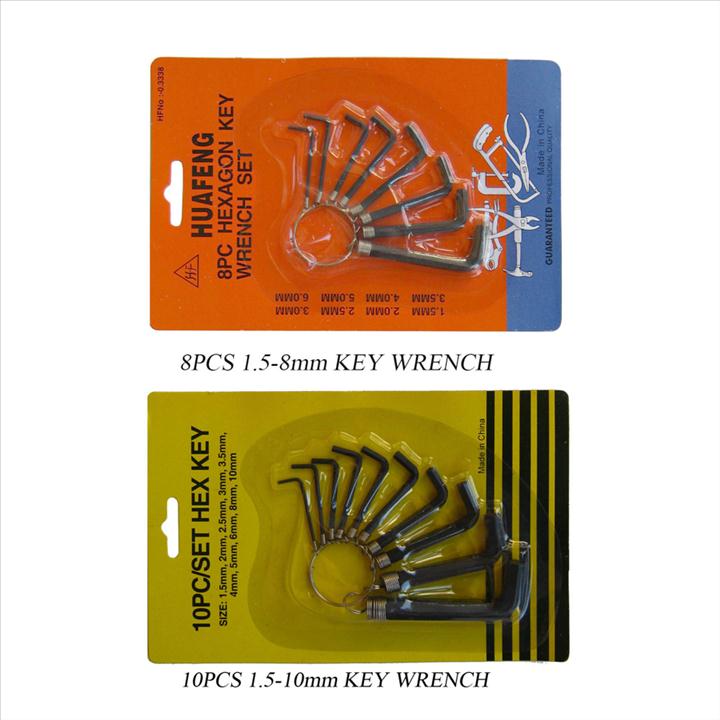 HFNo :-0.3338
HUAFENG
8PC HEXAGON KEY
WRENCH SET
HF
1.5MM 2.0MM 2.5MM 3.0MM
3.5MM 4.0MM 5.0MM 6.0MM
Made in China
GUARANTEED PROFESSIONAL QUALITY
8PCS 1.5-8mm KEY WRENCH
10PC/SET HEX KEY
SIZE: 1.5mm, 2mm, 2.5mm, 3mm, 3.5mm,
4mm, 5mm, 6mm, 8mm, 10mm
Made in China
10PCS 1.5-10mm KEY WRENCH